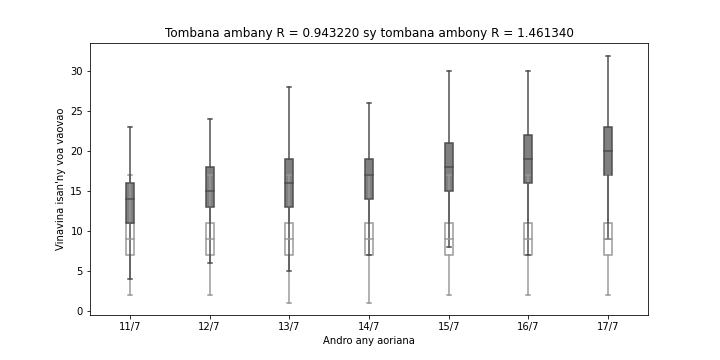 Tombana ambany R = 0.943220 sy tombana ambony R = 1.461340
Vinavina isan'ny voa vaovao
30
25
20
15
10
5
0
11/7 12/7 13/7 14/7 15/7 16/7 17/7
Andro any aoriana